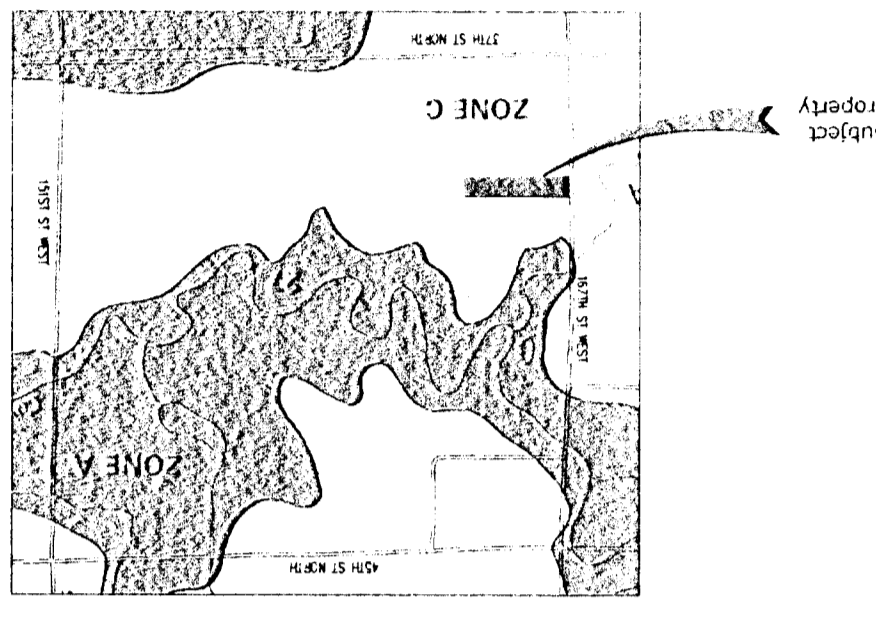 45TH ST NORTH
ZONE A
167TH ST WEST
151ST ST WEST
ubject
roperty
ZONE C
37TH ST NORTH